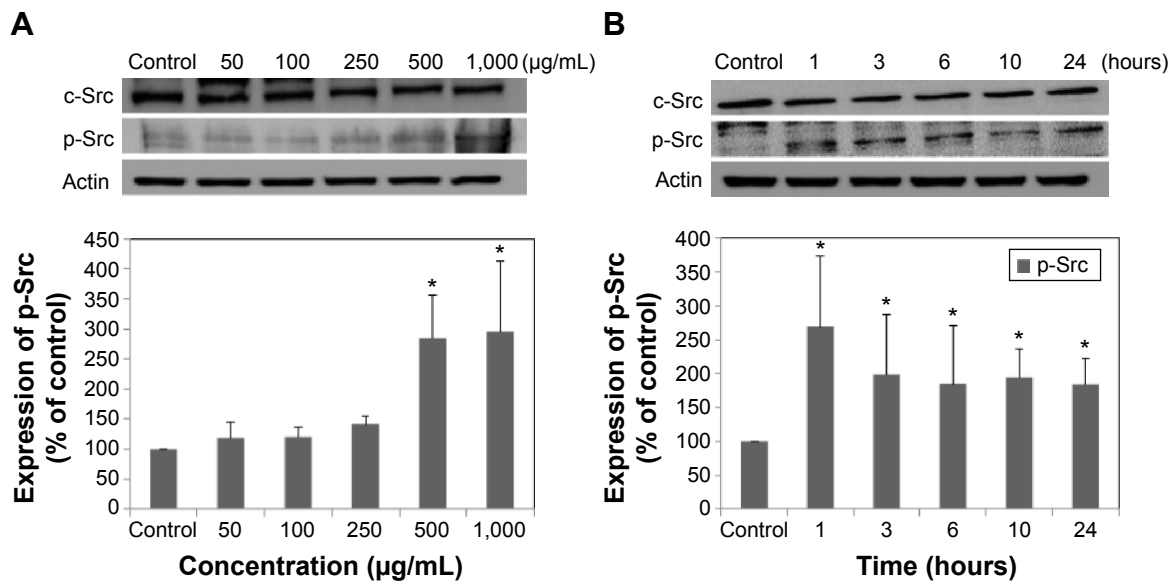 A
Control 50 100 250 500 1,000 (µg/mL)
c-Src
p-Src
Actin
Expression of p-Src
(% of control)
450
400
350
300
250
200
150
100
50
0
* *
Control 50 100 250 500 1,000
Concentration (µg/mL)
B
Control 1 3 6 10 24 (hours)
c-Src
p-Src
Actin
Expression of p-Src
(% of control)
400
350
300
250
200
150
100
50
0
* * * * *
p-Src
Control 1 3 6 10 24
Time (hours)